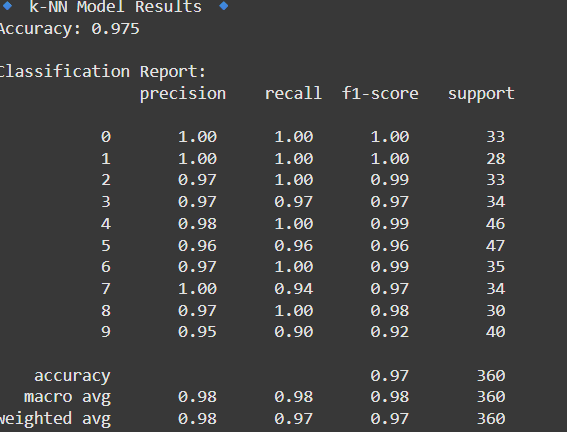 🔹 k-NN Model Results 🔹
Accuracy: 0.975
Classification Report:
precision recall f1-score support
0 1.00 1.00 1.00 33
1 1.00 1.00 1.00 28
2 0.97 1.00 0.99 33
3 0.97 0.97 0.97 34
4 0.98 1.00 0.99 46
5 0.96 0.96 0.96 47
6 0.97 1.00 0.99 35
7 1.00 0.94 0.97 34
8 0.97 1.00 0.98 30
9 0.95 0.90 0.92 40
accuracy 0.97 360
macro avg 0.98 0.98 0.98 360
weighted avg 0.98 0.97 0.97 360